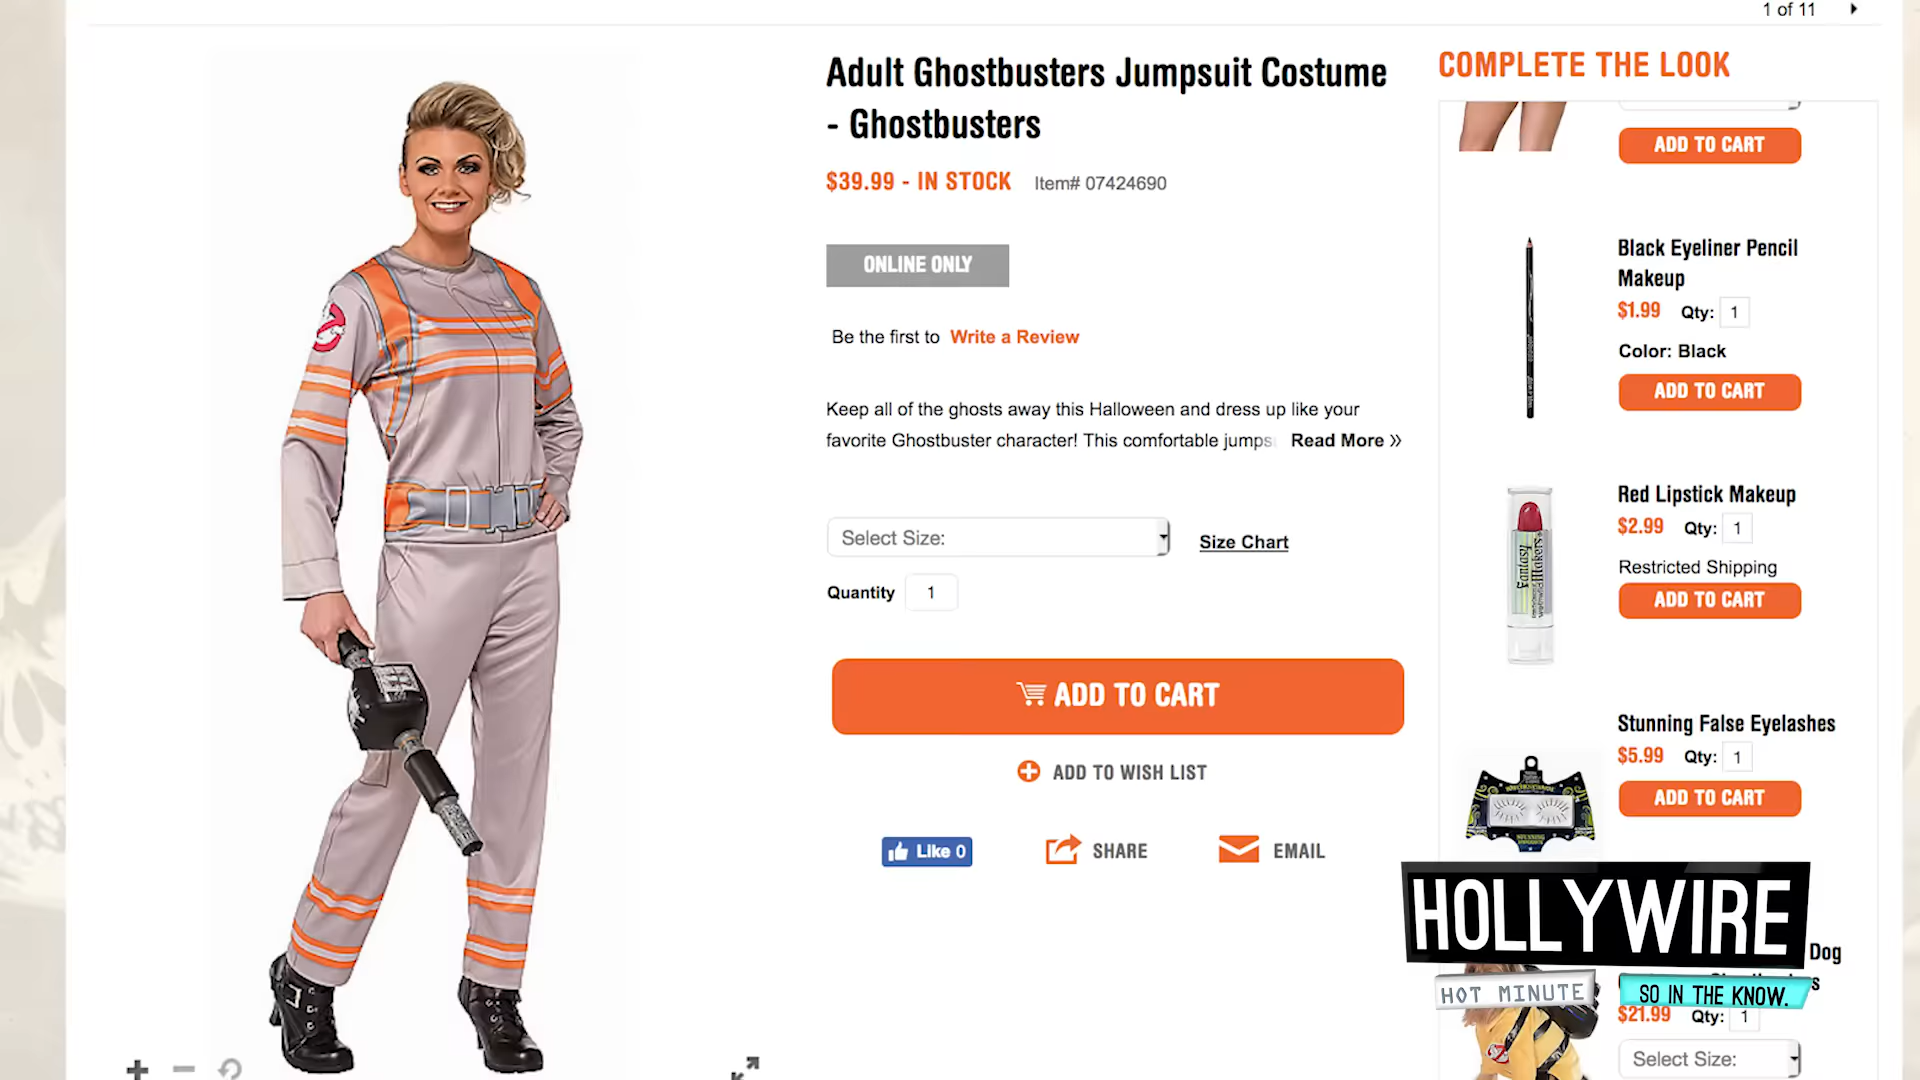 1 of 11
Adult Ghostbusters Jumpsuit Costume
- Ghostbusters
$39.99 - IN STOCK Item# 07424690
ONLINE ONLY
Be the first to Write a Review
Keep all of the ghosts away this Halloween and dress up like your
favorite Ghostbuster character! This comfortable jumps Read More »
Select Size:
Size Chart
Quantity 1
ADD TO CART
ADD TO WISH LIST
Like 0
SHARE
EMAIL
COMPLETE THE LOOK
ADD TO CART
Black Eyeliner Pencil
Makeup
$1.99 Qty: 1
Color: Black
ADD TO CART
Red Lipstick Makeup
$2.99 Qty: 1
Restricted Shipping
ADD TO CART
Fantasy
Makers
Stunning False Eyelashes
$5.99 Qty: 1
ADD TO CART
HOLLYWIRE
HOT MINUTE
SO IN THE KNOW.
Dog
$21.99 Qty: 1
Select Size: